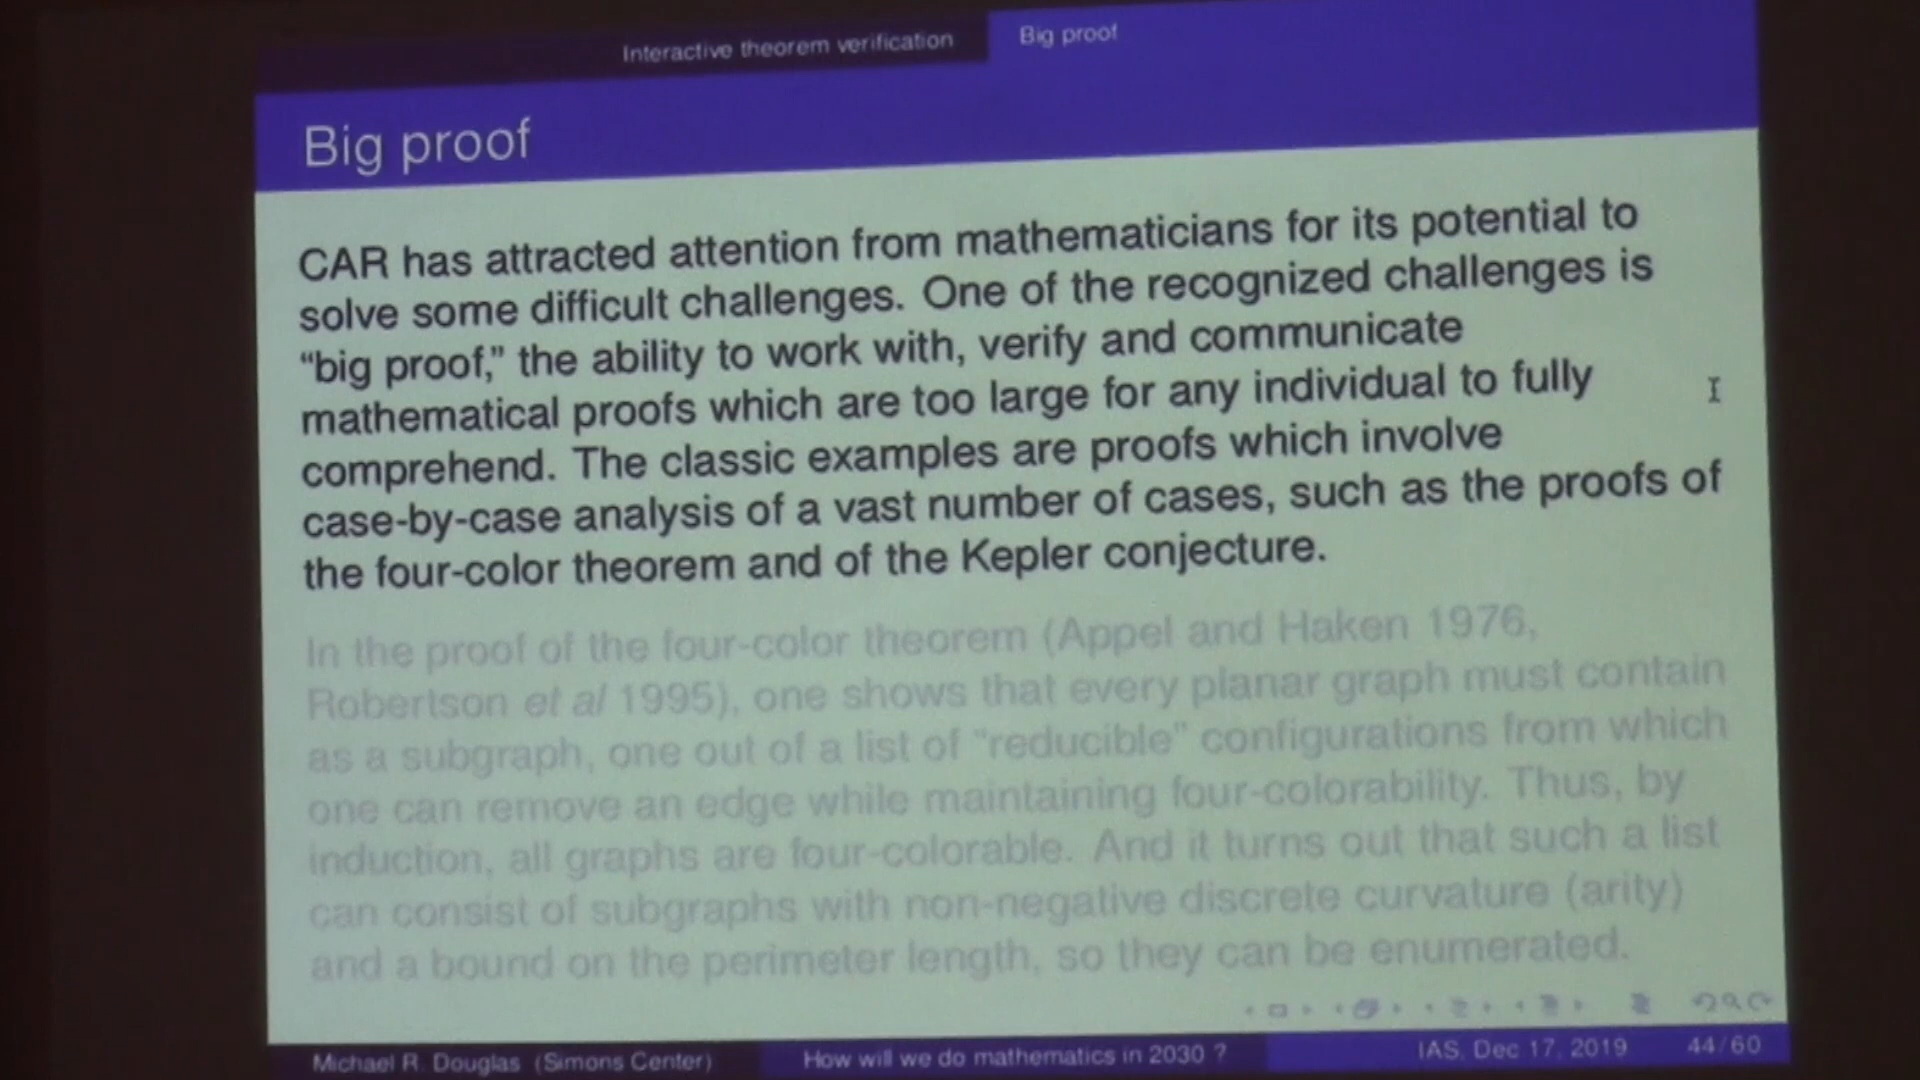 Interactive theorem verification
Big proof
Big proof
CAR has attracted attention from mathematicians for its potential to
solve some difficult challenges. One of the recognized challenges is
“big proof,” the ability to work with, verify and communicate
mathematical proofs which are too large for any individual to fully
comprehend. The classic examples are proofs which involve
case-by-case analysis of a vast number of cases, such as the proofs of
the four-color theorem and of the Kepler conjecture.
In the proof of the four-color theorem (Appel and Haken 1976,
Robertson et al 1995), one shows that every planar graph must contain
as a subgraph, one out of a list of “reducible” configurations from which
one can remove an edge while maintaining four-colorability. Thus, by
induction, all graphs are four-colorable. And it turns out that such a list
can consist of subgraphs with non-negative discrete curvature (arity)
and a bound on the perimeter length, so they can be enumerated.
Michael R. Douglas (Simons Center)
How will we do mathematics in 2030 ?
IAS, Dec 17, 2019
44/60